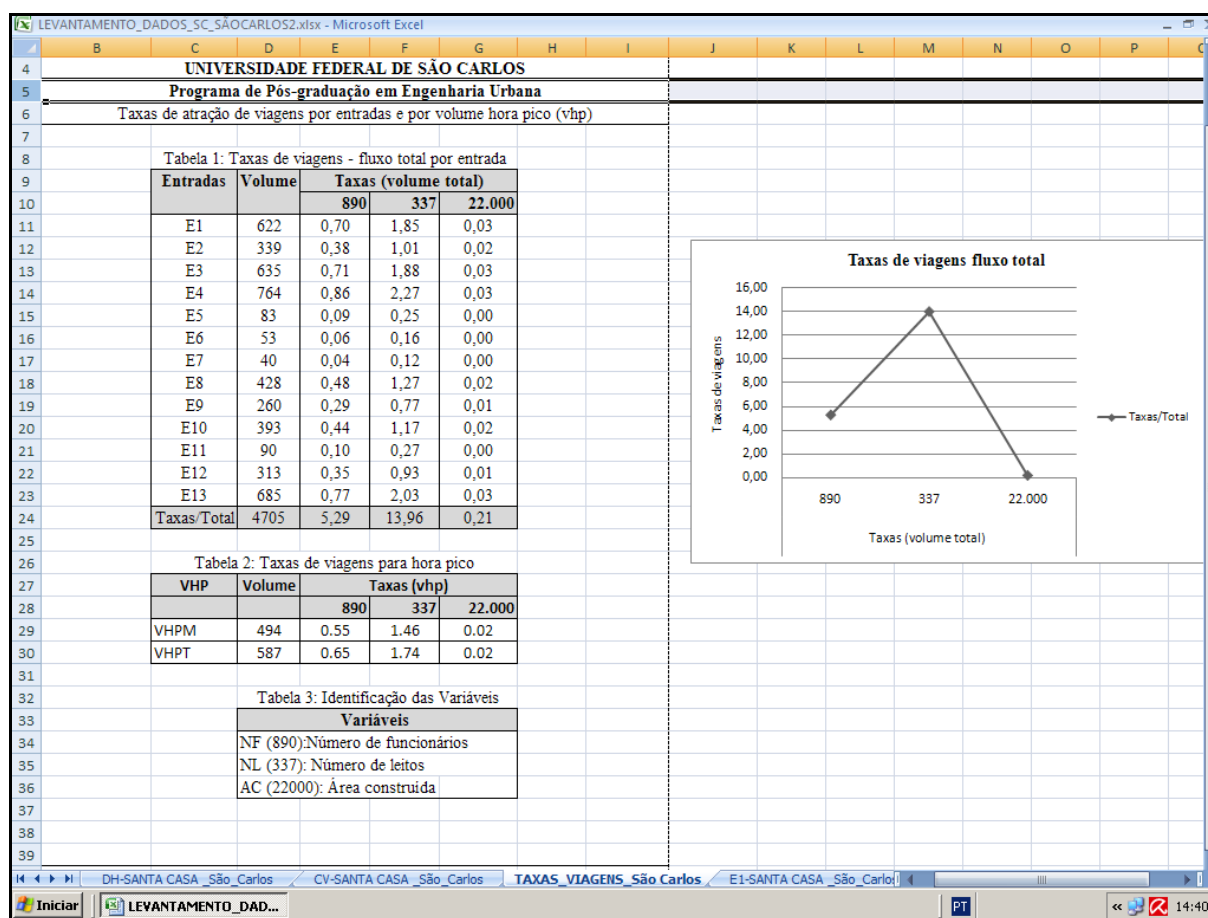 LEVANTAMENTO_DADOS_SC_SÃOCARLOS2.xlsx - Microsoft Excel
B C D E F G H I J K L M N O P
4 UNIVERSIDADE FEDERAL DE SÃO CARLOS
5 Programa de Pós-graduação em Engenharia Urbana
6 Taxas de atração de viagens por entradas e por volume hora pico (vhp)
7
8 Tabela 1: Taxas de viagens - fluxo total por entrada
9 Entradas Volume Taxas (volume total)
10 890 337 22.000
11 E1 622 0,70 1,85 0,03
12 E2 339 0,38 1,01 0,02
13 E3 635 0,71 1,88 0,03
14 E4 764 0,86 2,27 0,03
15 E5 83 0,09 0,25 0,00
16 E6 53 0,06 0,16 0,00
17 E7 40 0,04 0,12 0,00
18 E8 428 0,48 1,27 0,02
19 E9 260 0,29 0,77 0,01
20 E10 393 0,44 1,17 0,02
21 E11 90 0,10 0,27 0,00
22 E12 313 0,35 0,93 0,01
23 E13 685 0,77 2,03 0,03
24 Taxas/Total 4705 5,29 13,96 0,21
25
26 Tabela 2: Taxas de viagens para hora pico
27 VHP Volume Taxas (vhp)
28 890 337 22.000
29 VHPM 494 0.55 1.46 0.02
30 VHPT 587 0.65 1.74 0.02
31
32 Tabela 3: Identificação das Variáveis
33 Variáveis
34 NF (890):Número de funcionários
35 NL (337): Número de leitos
36 AC (22000): Área construída
37
38
39
Taxas de viagens fluxo total
Taxas de viagens
16,00
14,00
12,00
10,00
8,00
6,00
4,00
2,00
0,00
890 337 22.000
Taxas (volume total)
Taxas/Total
DH-SANTA CASA _São_Carlos CV-SANTA CASA _São_Carlos TAXAS_VIAGENS_São Carlos E1-SANTA CASA _São_Carlo
Iniciar LEVANTAMENTO_DAD... PT 14:40